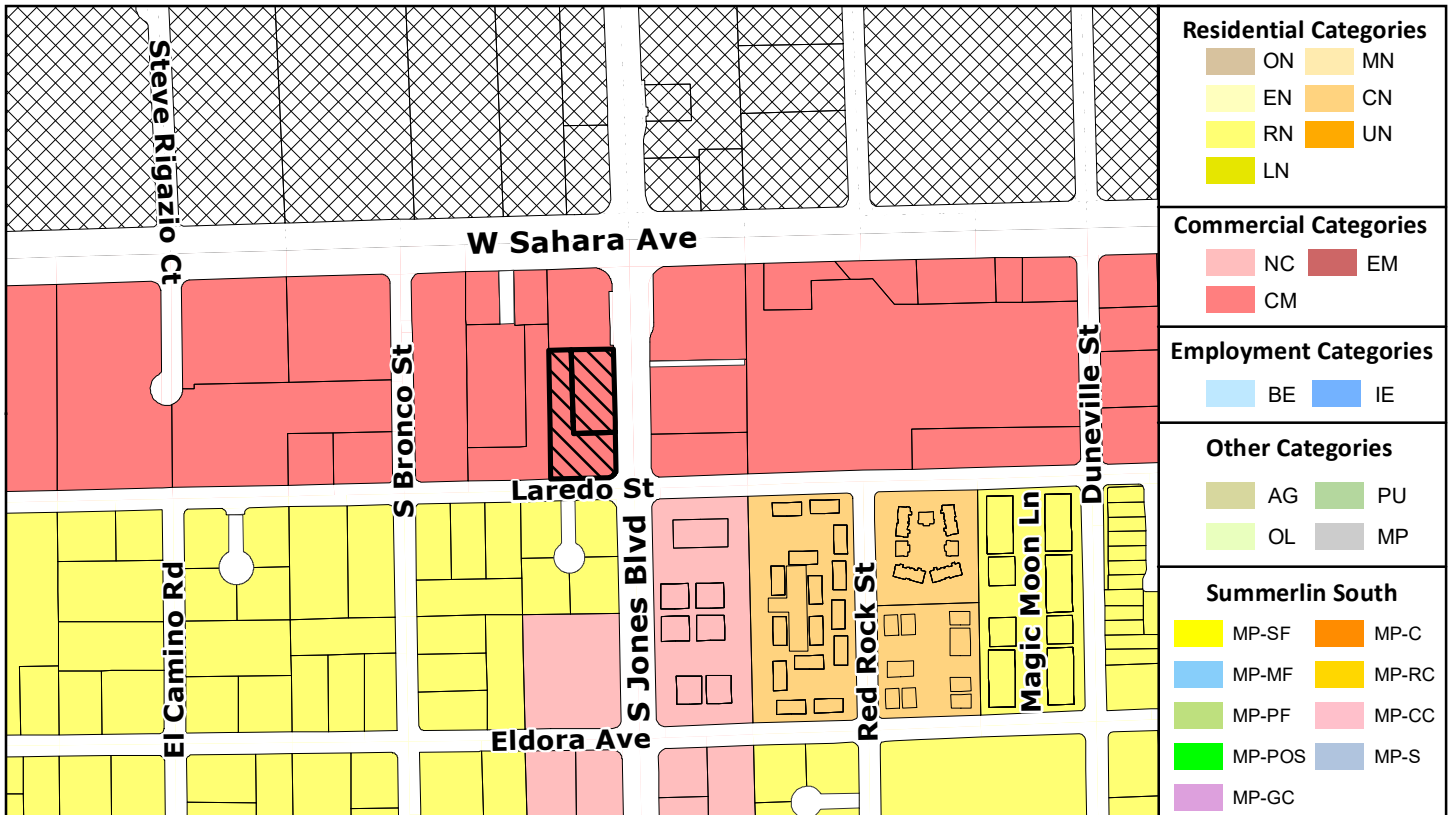 Steve Rigazio Ct
W Sahara Ave
S Bronco St
Duneville St
Laredo St
El Camino Rd
S Jones Blvd
Red Rock St
Magic Moon Ln
Eldora Ave
Residential Categories
ON MN
EN CN
RN UN
LN
Commercial Categories
NC EM
CM
Employment Categories
BE IE
Other Categories
AG PU
OL MP
Summerlin South
MP-SF MP-C
MP-MF MP-RC
MP-PF MP-CC
MP-POS MP-S
MP-GC